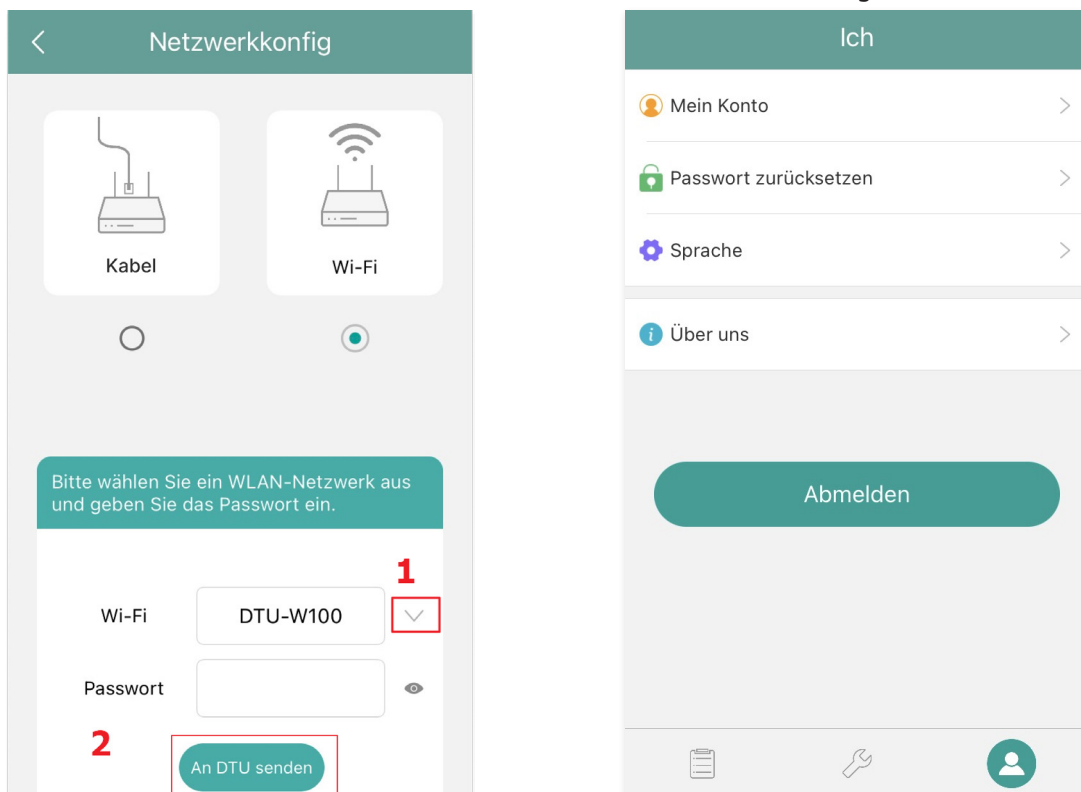 Netzwerkkonfig
Kabel
Wi-Fi
Bitte wählen Sie ein WLAN-Netzwerk aus
und geben Sie das Passwort ein.
1
Wi-Fi
DTU-W100
Passwort
2
An DTU senden
Ich
Mein Konto
Passwort zurücksetzen
Sprache
Über uns
Abmelden